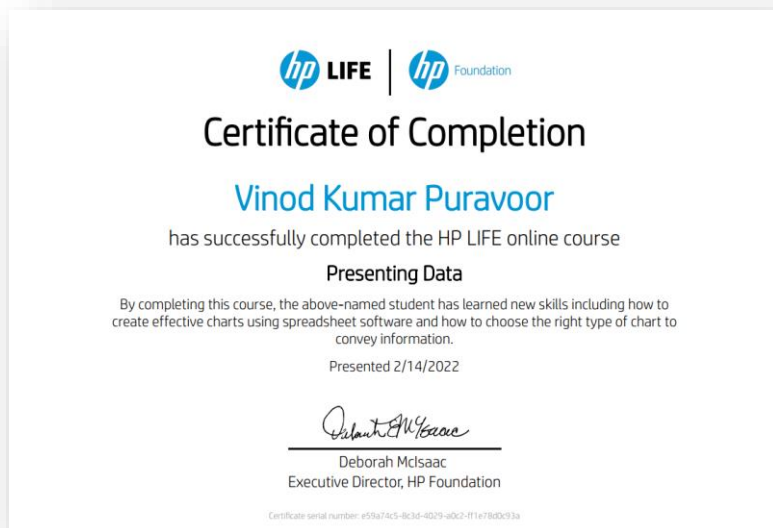 hp LIFE hp Foundation
Certificate of Completion
Vinod Kumar Puravoor
has successfully completed the HP LIFE online course
Presenting Data
By completing this course, the above-named student has learned new skills including how to
create effective charts using spreadsheet software and how to choose the right type of chart to
convey information.
Presented 2/14/2022
Deborah McIsaac
Executive Director, HP Foundation
Certificate serial number: e59a74c5-8c3d-4029-a0c2-ff1e78d0c93a